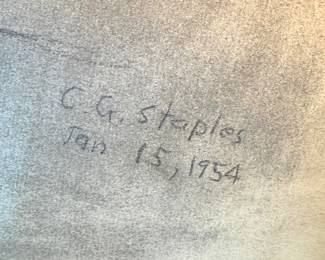 C.G. Staples
Jan 15, 1954